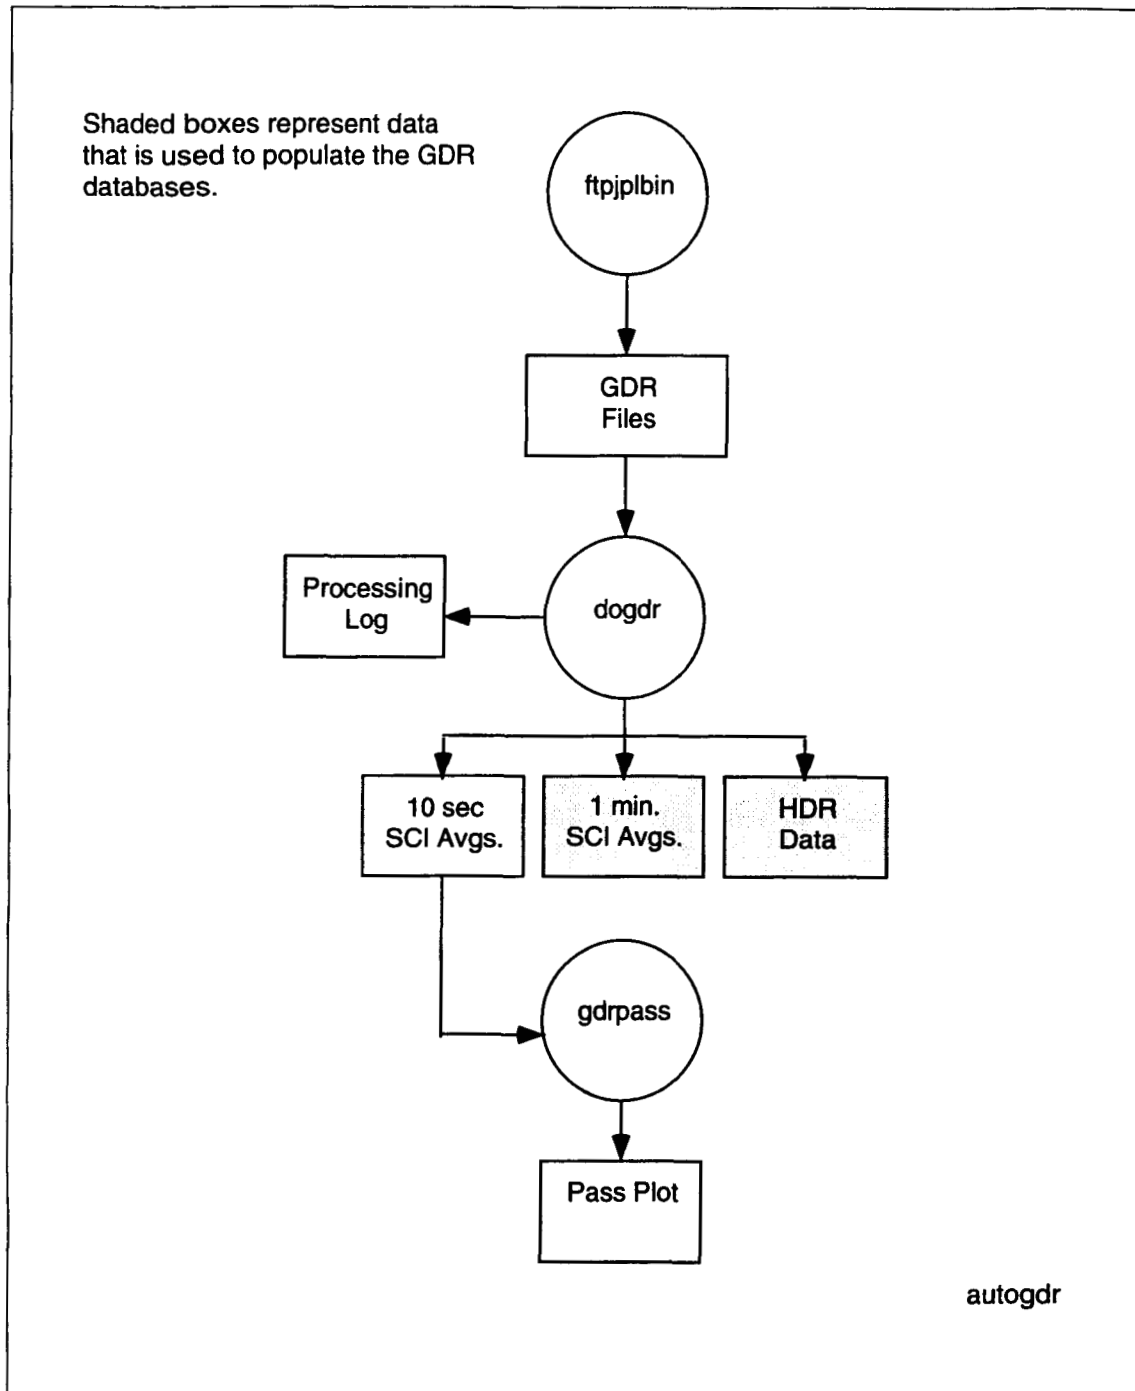 Shaded boxes represent data
that is used to populate the GDR
databases.
ftpjplbin
GDR
Files
Processing
Log
dogdr
10 sec
SCI Avgs.
1 min.
SCI Avgs.
HDR
Data
gdrpass
Pass Plot
autogdr